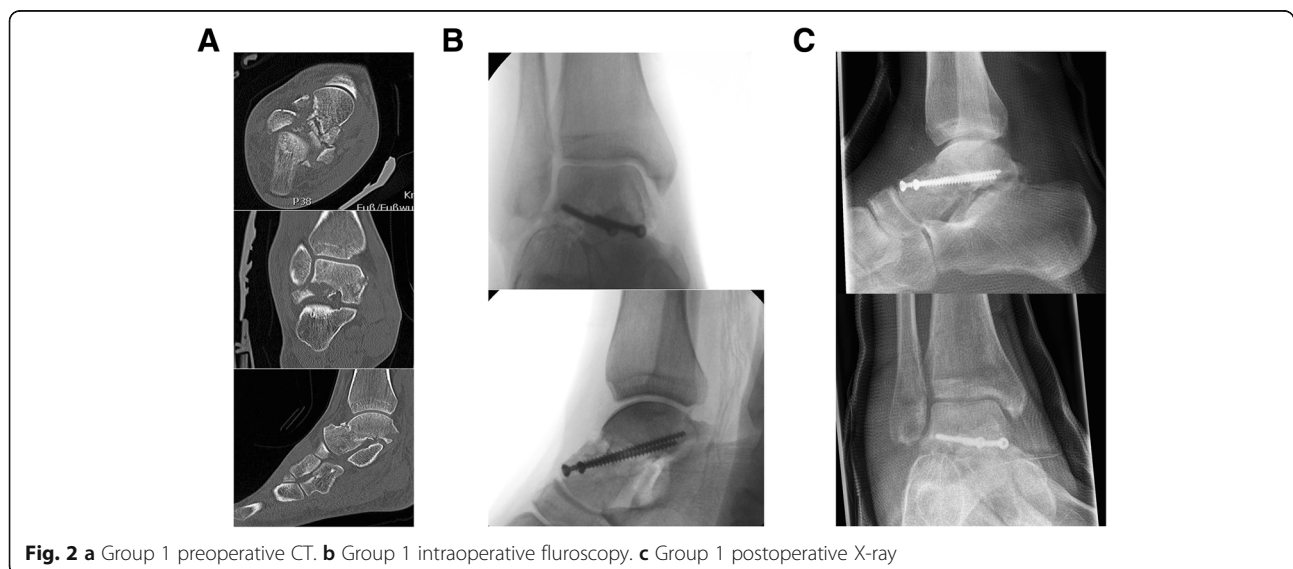 A
B
C
P 38
Fuß/Fußwu
Fig. 2 a Group 1 preoperative CT. b Group 1 intraoperative fluroscopy. c Group 1 postoperative X-ray